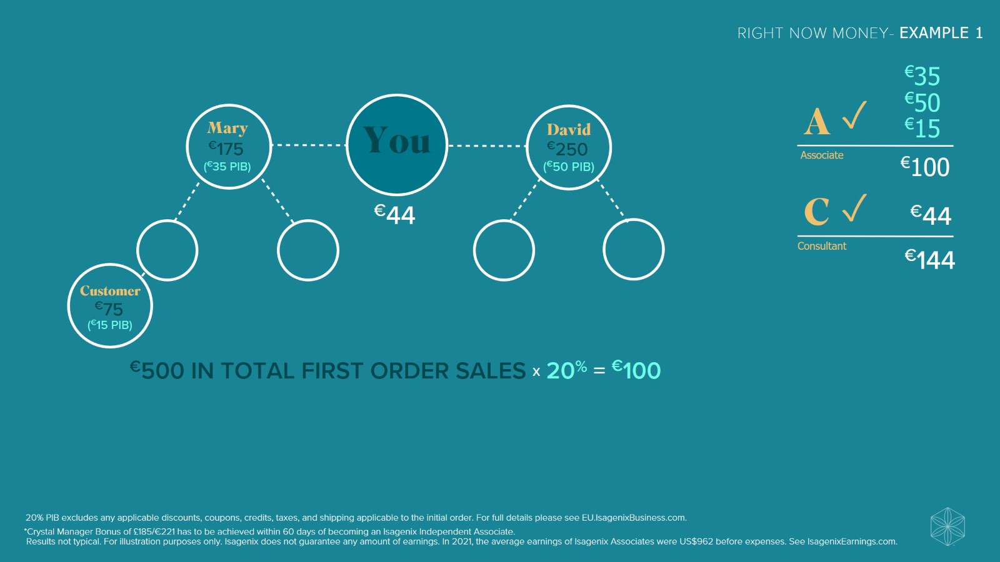 RIGHT NOW MONEY- EXAMPLE 1
€35
€50
€15
A ✓
Associate
€100
C ✓
€44
Consultant
€144
Mary
€175
(€35 PIB)
You
€44
David
€250
(€50 PIB)
Customer
€75
(€15 PIB)
€500 IN TOTAL FIRST ORDER SALES x 20% = €100
20% PIB excludes any applicable discounts, coupons, credits, taxes, and shipping applicable to the initial order. For full details please see EU.IsagenixBusiness.com.
*Crystal Manager Bonus of £185/€221 has to be achieved within 60 days of becoming an Isagenix Independent Associate.
Results not typical. For illustration purposes only. Isagenix does not guarantee any amount of earnings. In 2021, the average earnings of Isagenix Associates were US$962 before expenses. See IsagenixEarnings.com.